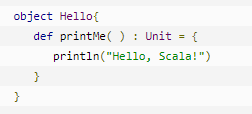 object Hello{
   def printMe( ) : Unit = {
      println("Hello, Scala!")
   }
}